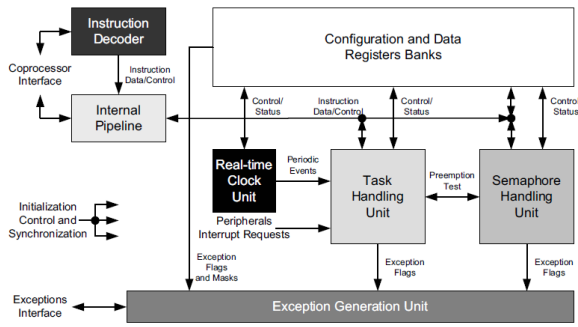 Instruction
Decoder
Configuration and Data
Registers Banks
Coprocessor
Interface
Instruction
Data/Control
Internal
Pipeline
Control/
Status
Instruction
Data/Control
Control/
Status
Control/
Status
Real-time
Clock
Unit
Periodic
Events
Task
Handling
Unit
Preemption
Test
Semaphore
Handling
Unit
Initialization
Control and
Synchronization
Peripherals
Interrupt Requests
Exception
Flags
and Masks
Exception
Flags
Exception
Flags
Exceptions
Interface
Exception Generation Unit